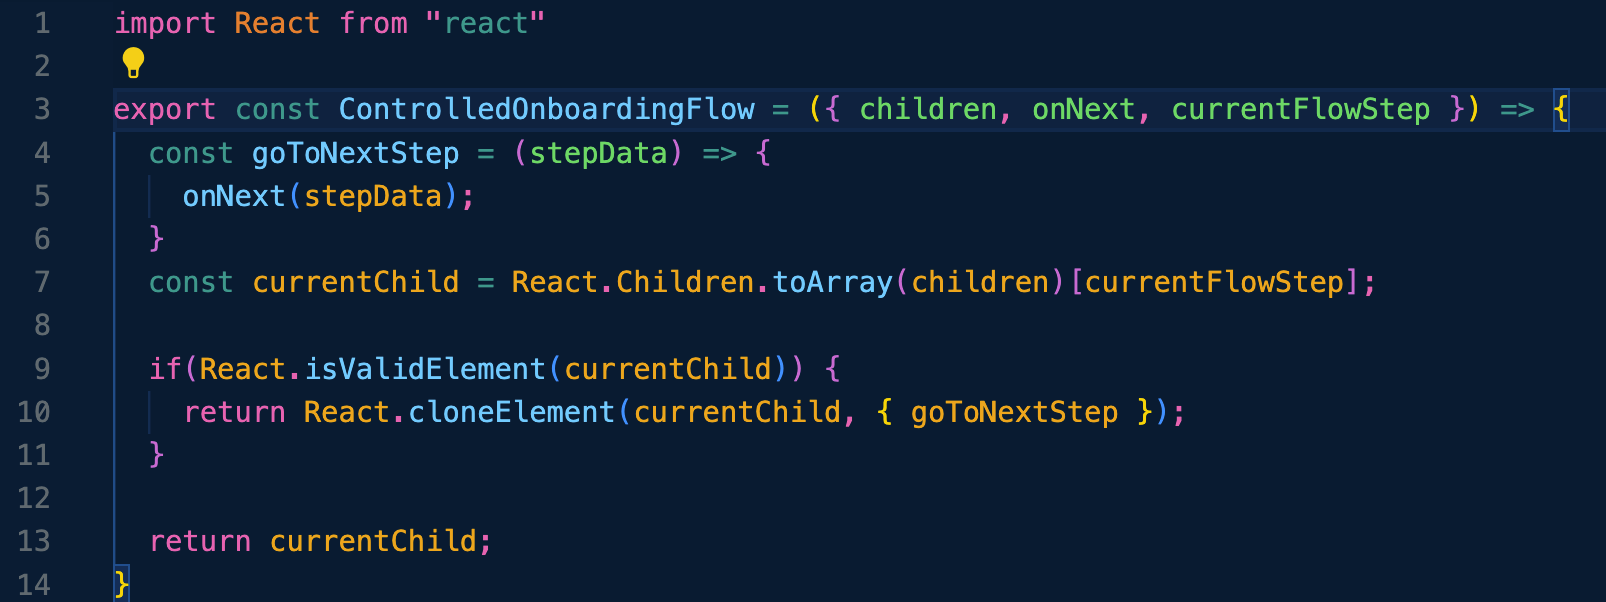 1 import React from "react"
2
3 export const ControlledOnboardingFlow = ({ children, onNext, currentFlowStep }) => {
4   const goToNextStep = (stepData) => {
5     onNext(stepData);
6   }
7   const currentChild = React.Children.toArray(children)[currentFlowStep];
8
9   if(React.isValidElement(currentChild)) {
10     return React.cloneElement(currentChild, { goToNextStep });
11   }
12
13   return currentChild;
14 }